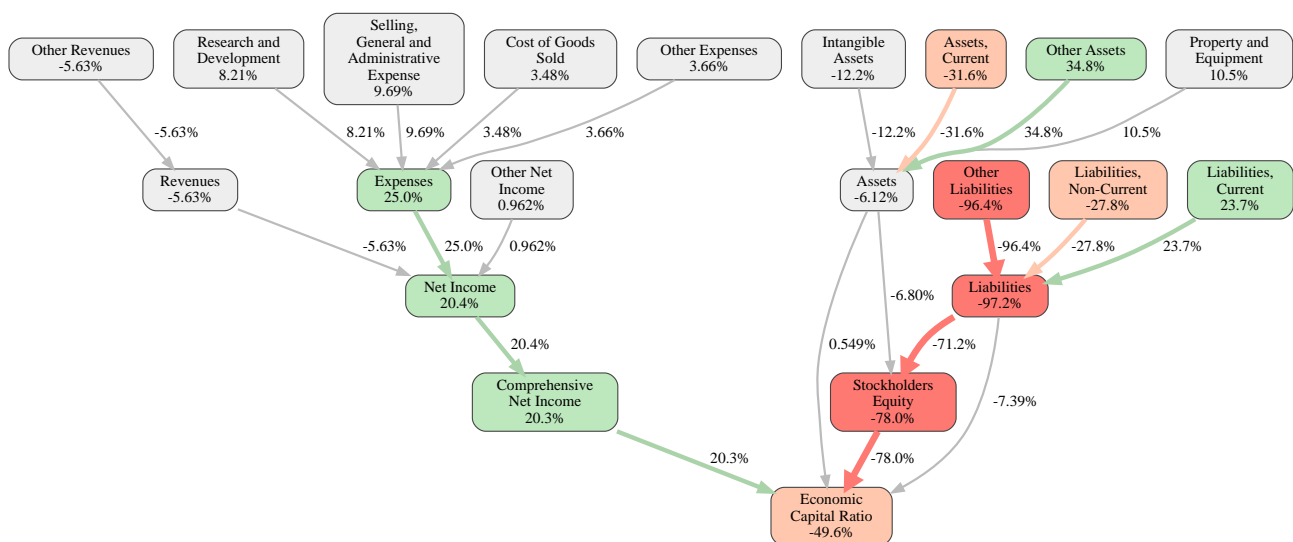 Other Revenues
-5.63%
Research and
Development
8.21%
Selling,
General and
Administrative
Expense
9.69%
Cost of Goods
Sold
3.48%
Other Expenses
3.66%
Intangible
Assets
-12.2%
Assets,
Current
-31.6%
Other Assets
34.8%
Property and
Equipment
10.5%
-5.63%
8.21%
9.69%
3.48%
3.66%
-12.2%
-31.6%
34.8%
10.5%
Revenues
-5.63%
Expenses
25.0%
Other Net
Income
0.962%
Assets
-6.12%
Other
Liabilities
-96.4%
Liabilities,
Non-Current
-27.8%
Liabilities,
Current
23.7%
-5.63%
25.0%
0.962%
-96.4%
-27.8%
23.7%
Net Income
20.4%
-6.80%
Liabilities
-97.2%
20.4%
0.549%
-71.2%
Comprehensive
Net Income
20.3%
Stockholders
Equity
-78.0%
-7.39%
20.3%
-78.0%
Economic
Capital Ratio
-49.6%